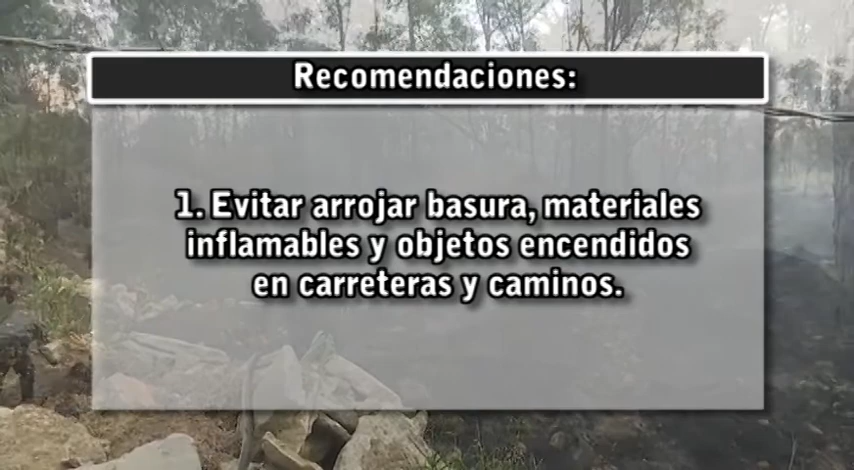 Recomendaciones:
1. Evitar arrojar basura, materiales
inflamables y objetos encendidos
en carreteras y caminos.